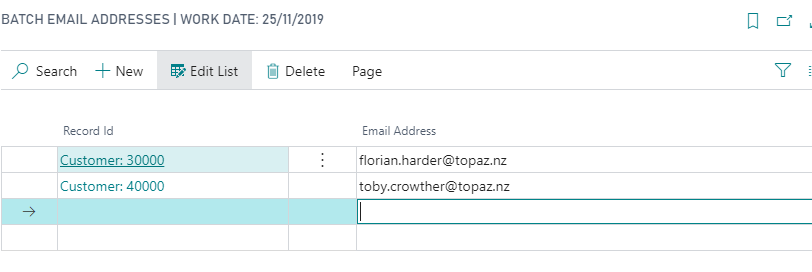 BATCH EMAIL ADDRESSES | WORK DATE: 25/11/2019
Search New Edit List Delete Page
Record Id Email Address
Customer: 30000 florian.harder@topaz.nz
Customer: 40000 toby.crowther@topaz.nz